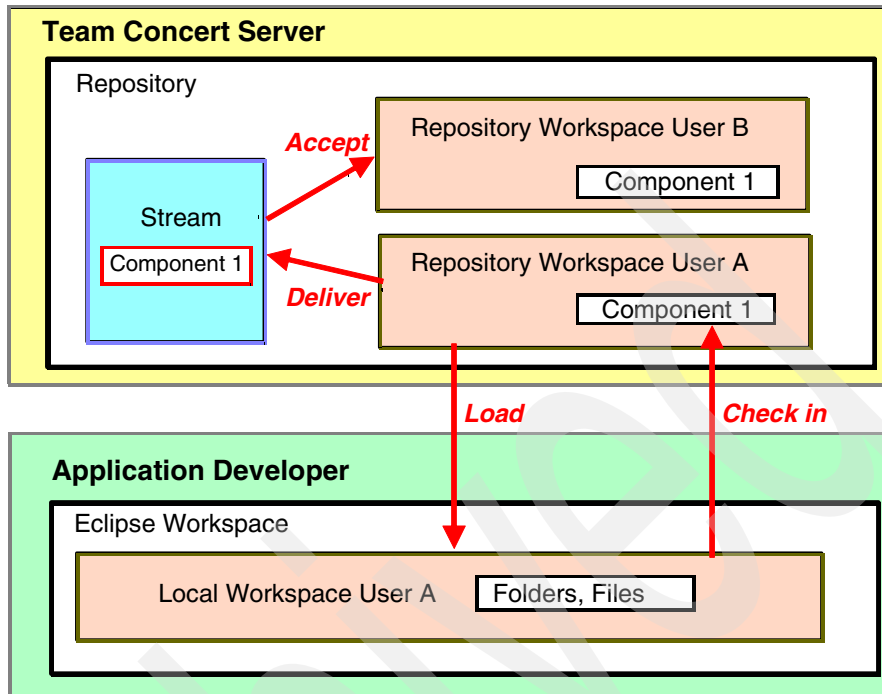 Team Concert Server
Repository
Accept
Repository Workspace User B
Component 1
Stream
Component 1
Deliver
Repository Workspace User A
Component 1
Load
Check in
Application Developer
Eclipse Workspace
Local Workspace User A
Folders, Files